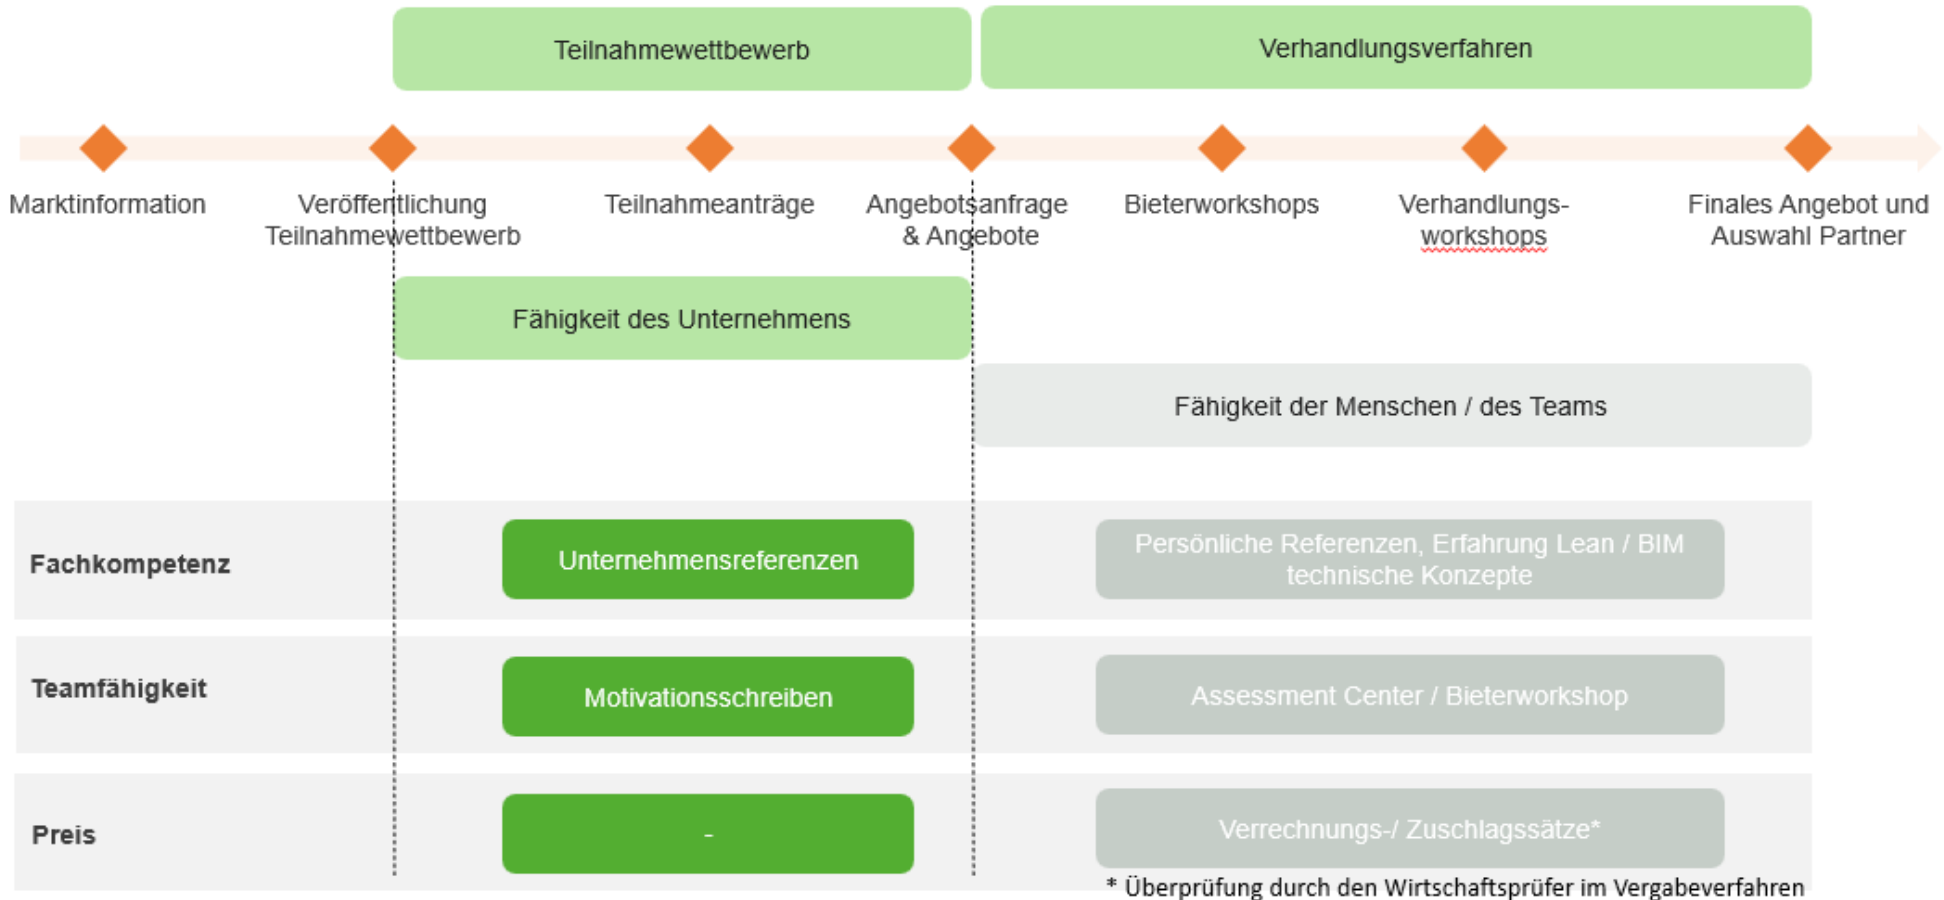 Teilnahmewettbewerb
Verhandlungsverfahren
Marktinformation
Veröffentlichung
Teilnahmewettbewerb
Teilnahmeanträge
Angebotsanfrage
& Angebote
Bieterworkshops
Verhandlungs-
workshops
Finales Angebot und
Auswahl Partner
Fähigkeit des Unternehmens
Fähigkeit der Menschen / des Teams
Fachkompetenz
Unternehmensreferenzen
Persönliche Referenzen, Erfahrung Lean / BIM
technische Konzepte
Teamfähigkeit
Motivationsschreiben
Assessment Center / Bieterworkshop
Preis
-
Verrechnungs-/ Zuschlagssätze*
* Überprüfung durch den Wirtschaftsprüfer im Vergabeverfahren